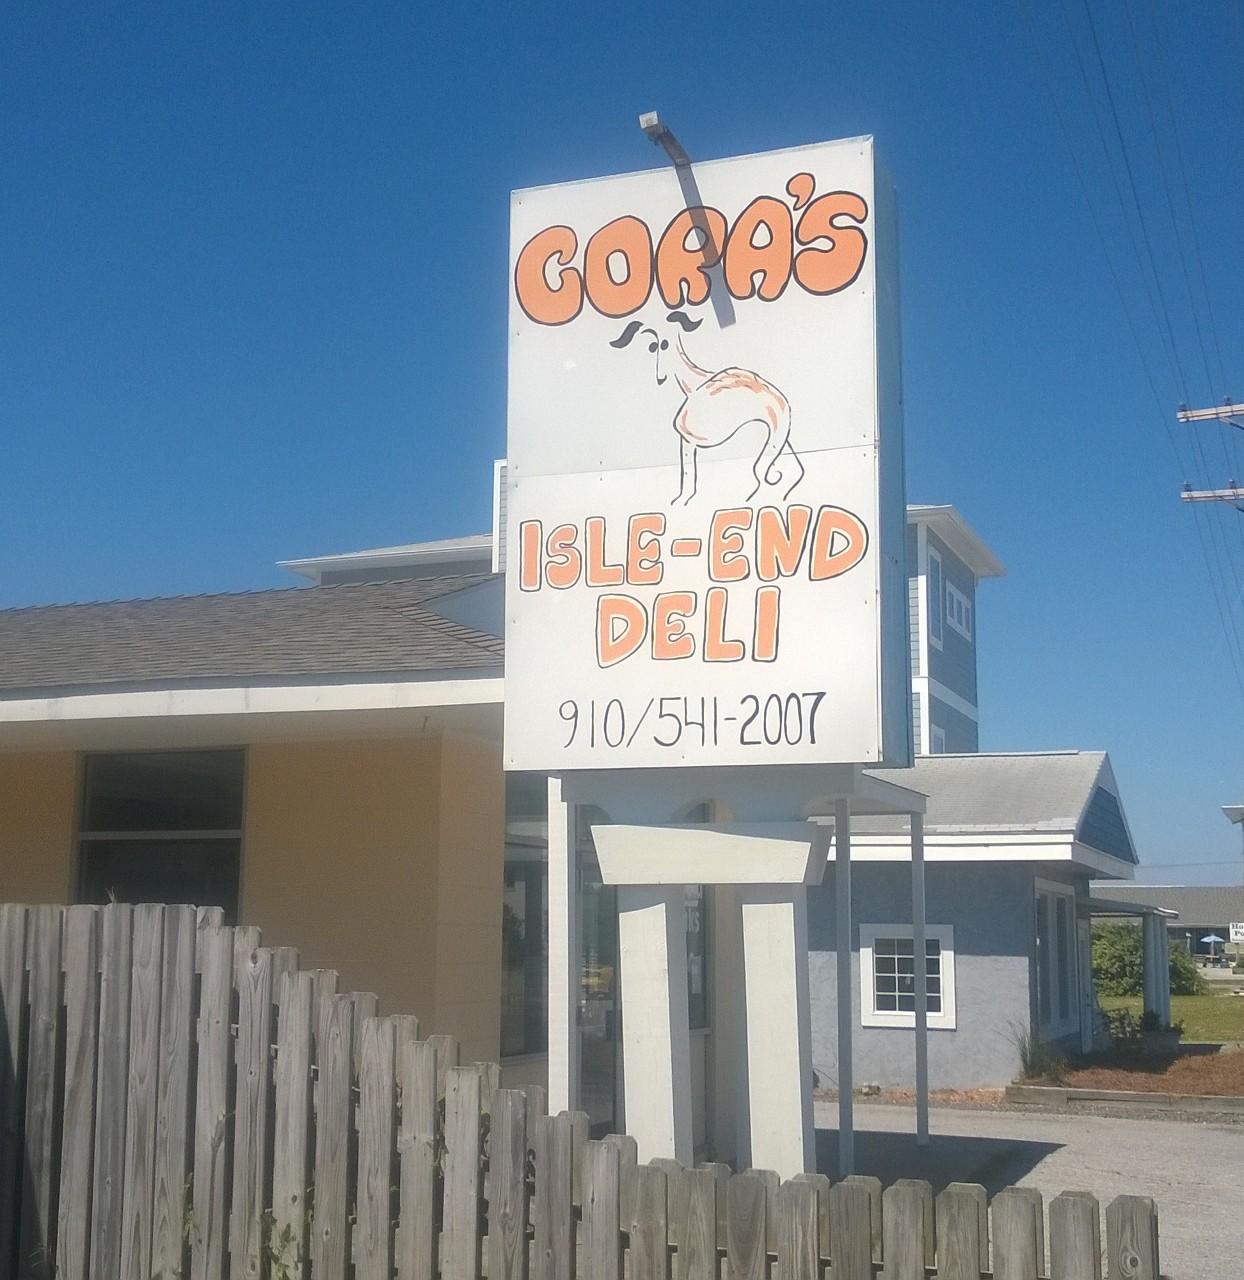 CORA'S
ISLE-END
DELI
910/541-2007